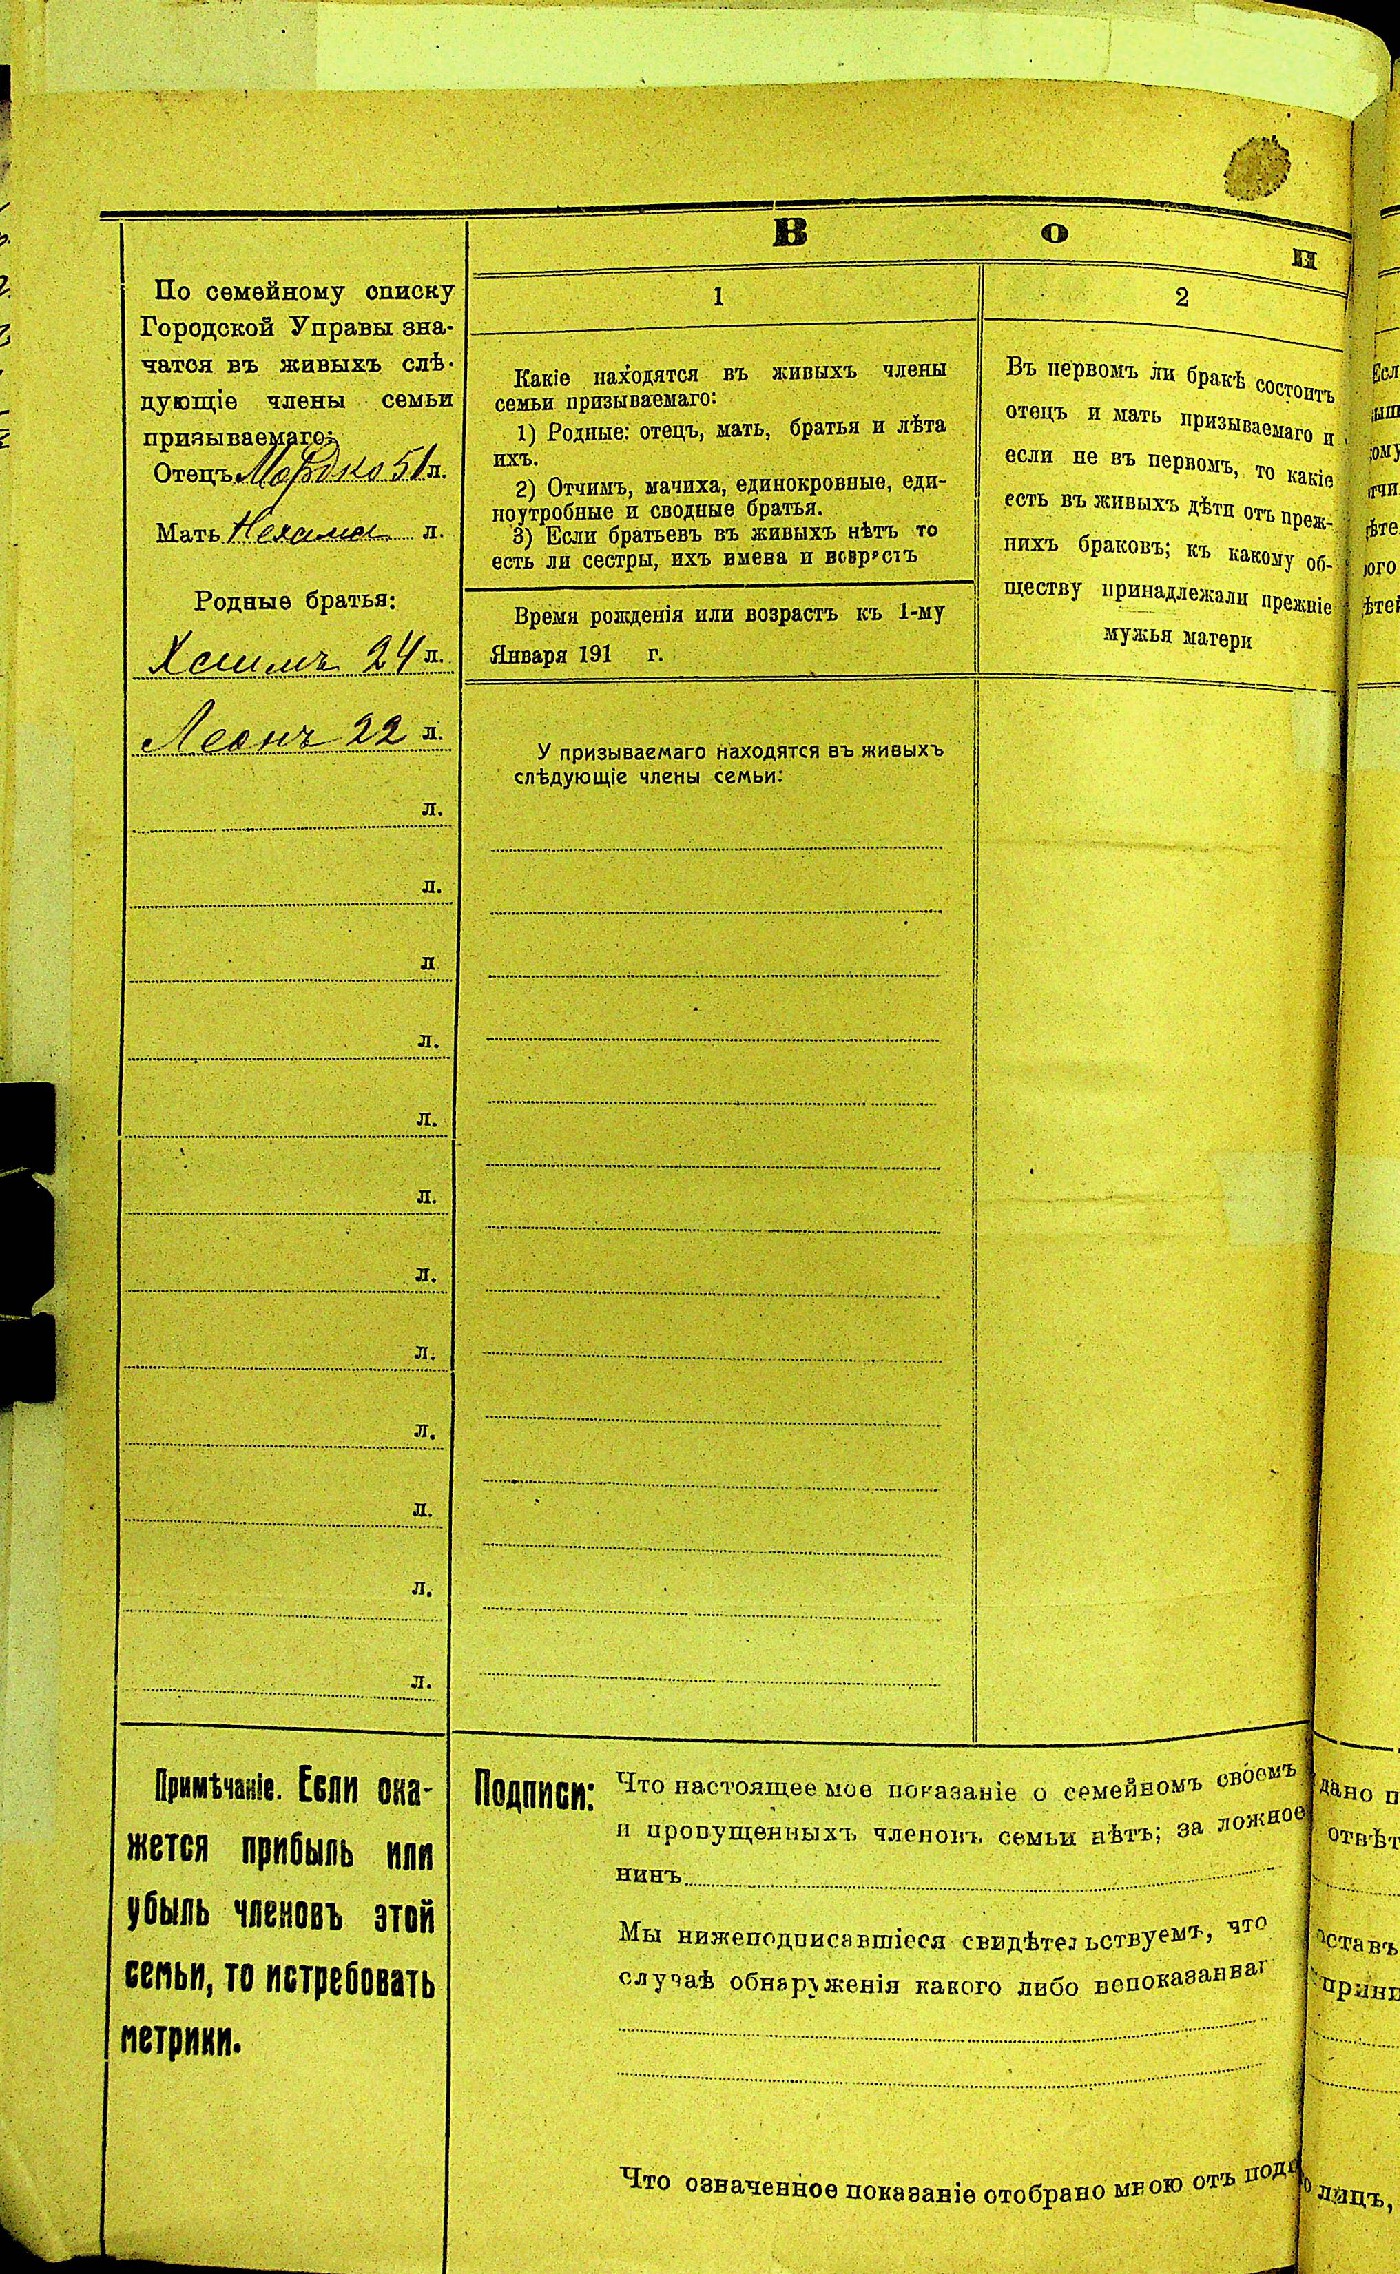 В о п
По семейному списку
Городской Управы зна-
чатся въ живыхъ слѣ-
дующіе члены семьи
призываемаго:
Отецъ Мордко 51 л.
Мать Нехама л.
Родные братья:
Хаимъ 24 л.
Леонъ 22 л.
л.
л.
л
л.
л.
л.
л.
л.
л.
л.
л.
л.
1
Какіе находятся въ живыхъ члены
семьи призываемаго:
1) Родные: отецъ, мать, братья и лѣта
ихъ.
2) Отчимъ, мачиха, единокровные, еди-
ноутробные и сводные братья.
3) Если братьевъ въ живыхъ нѣтъ то
есть ли сестры, ихъ имена и возрастъ
Время рожденія или возрастъ къ 1-му
Января 191 г.
У призываемаго находятся въ живыхъ
слѣдующіе члены семьи:
2
Въ первомъ ли бракѣ состоитъ
отецъ и мать призываемаго и
если не въ первомъ, то какіе
есть въ живыхъ дѣти отъ преж-
нихъ браковъ; къ какому об-
ществу принадлежали прежніе
мужья матери
Примѣчаніе. Если ока-
жется прибыль или
убыль членовъ этой
семьи, то истребовать
метрики.
Подписи: Что настоящее мое показаніе о семейномъ своемъ
и пропущенныхъ членовъ семьи нѣтъ; за ложное
нинъ
Мы нижеподписавшіеся свидѣтельствуемъ, что
случаѣ обнаруженія какого либо непоказаннаг
Что означенное показаніе отобрано мною отъ подп
дано п
отвѣт
лицъ,